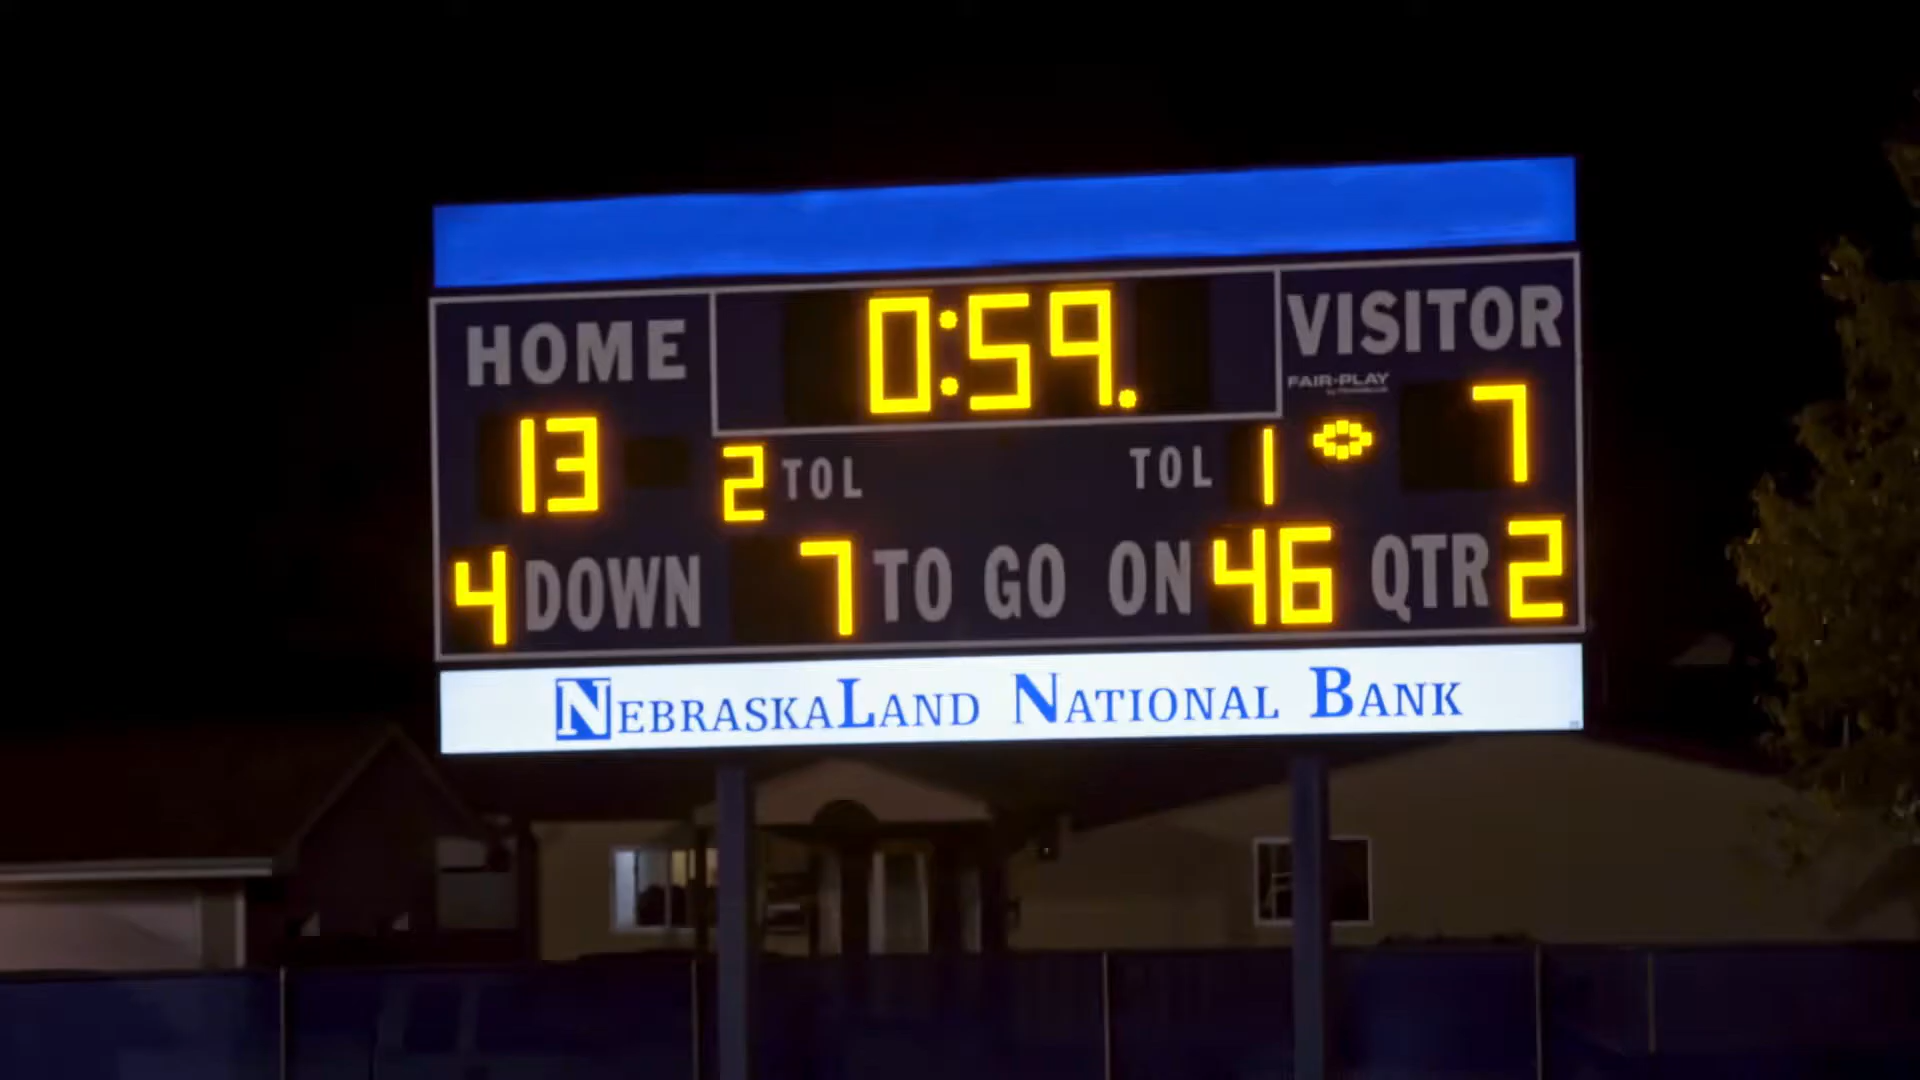 HOME 0:59. VISITOR
FAIR-PLAY
13 2 TOL TOL 1 7
4 DOWN 7 TO GO ON 46 QTR 2
NEBRASKALAND NATIONAL BANK